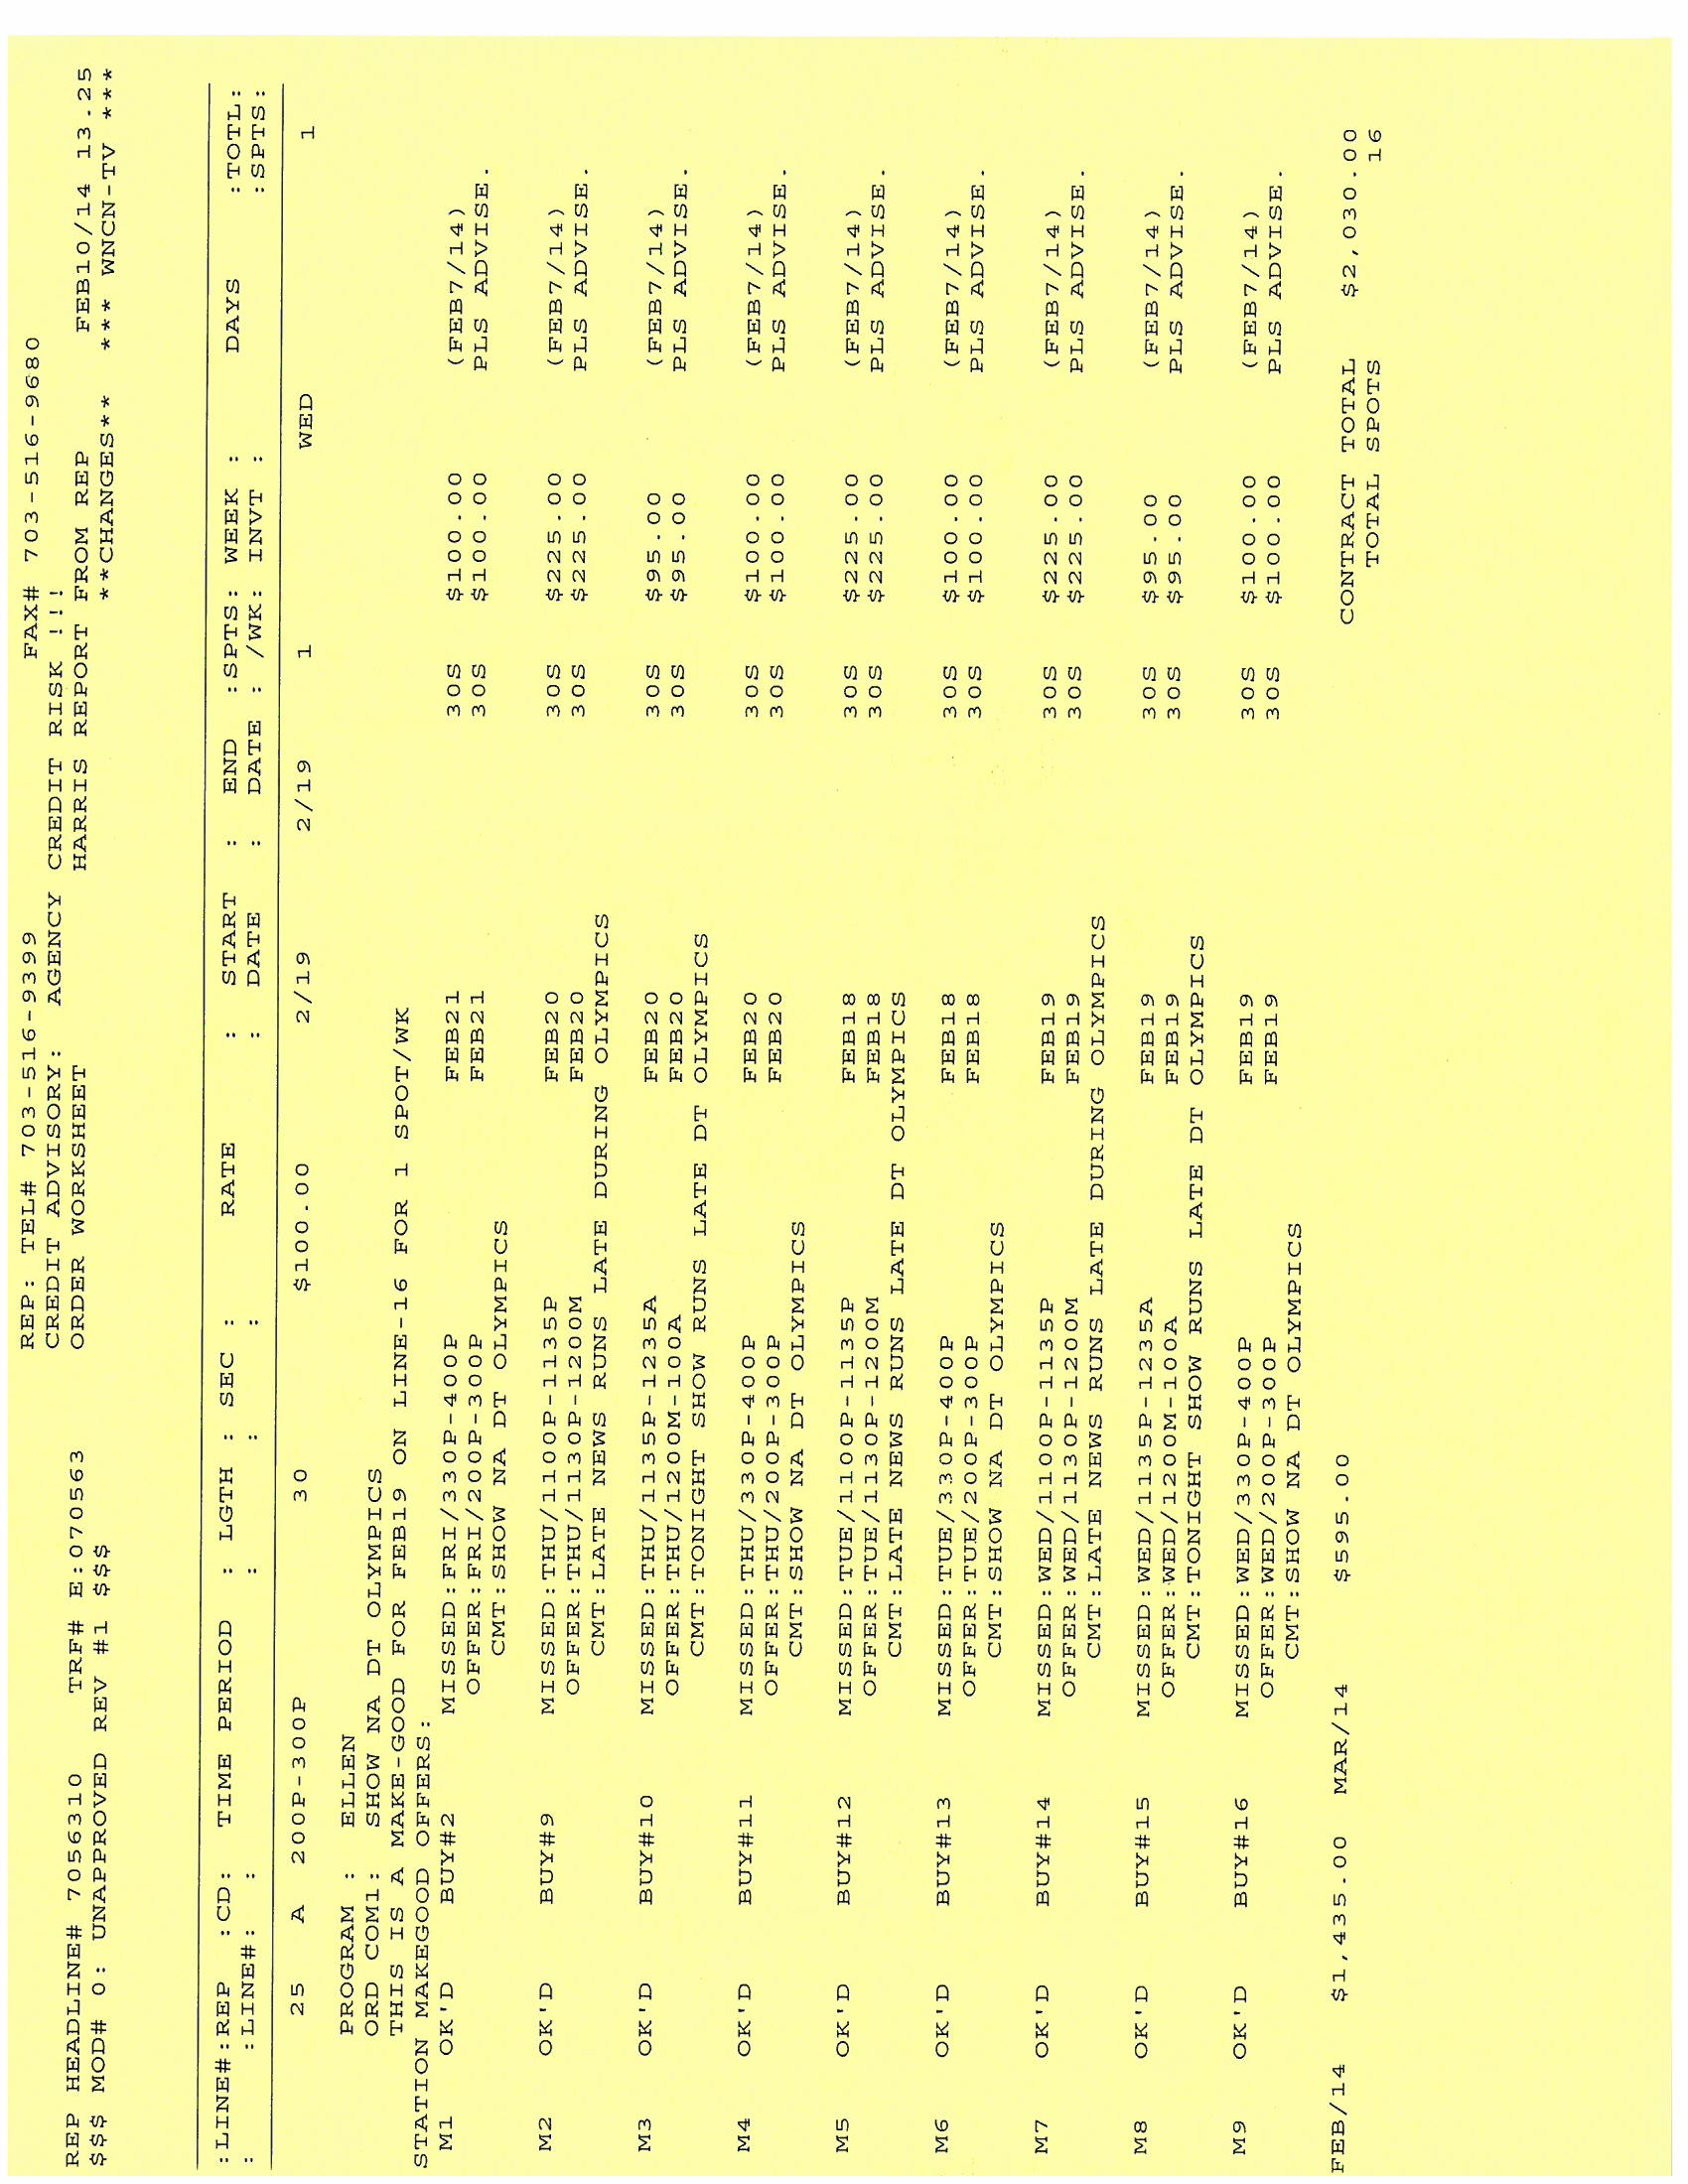 REP: TEL# 703-516-9399 FAX# 703-516-9680
CREDIT ADVISORY: AGENCY CREDIT RISK !!!
REP HEADLINE# 7056310 TRF# E:070563 ORDER WORKSHEET HARRIS REPORT FROM REP FEB10/14 13.25
$$$ MOD# 0: UNAPPROVED REV #1 $$$ **CHANGES** *** WNCN-TV ***
:LINE#:REP :CD: TIME PERIOD : LGTH : SEC : RATE : START : END :SPTS: WEEK : DAYS :TOTL:
: :LINE#: : : : : : DATE : DATE : /WK: INVT : :SPTS:
25 A 200P-300P 30 $100.00 2/19 2/19 1 WED 1
PROGRAM : ELLEN
ORD COM1: SHOW NA DT OLYMPICS
THIS IS A MAKE-GOOD FOR FEB19 ON LINE-16 FOR 1 SPOT/WK
STATION MAKEGOOD OFFERS:
M1 OK'D BUY#2 MISSED:FRI/330P-400P FEB21 30S $100.00 (FEB7/14)
OFFER:FRI/200P-300P FEB21 30S $100.00 PLS ADVISE.
CMT:SHOW NA DT OLYMPICS
M2 OK'D BUY#9 MISSED:THU/1100P-1135P FEB20 30S $225.00 (FEB7/14)
OFFER:THU/1130P-1200M FEB20 30S $225.00 PLS ADVISE.
CMT:LATE NEWS RUNS LATE DURING OLYMPICS
M3 OK'D BUY#10 MISSED:THU/1135P-1235A FEB20 30S $95.00 (FEB7/14)
OFFER:THU/1200M-100A FEB20 30S $95.00 PLS ADVISE.
CMT:TONIGHT SHOW RUNS LATE DT OLYMPICS
M4 OK'D BUY#11 MISSED:THU/330P-400P FEB20 30S $100.00 (FEB7/14)
OFFER:THU/200P-300P FEB20 30S $100.00 PLS ADVISE.
CMT:SHOW NA DT OLYMPICS
M5 OK'D BUY#12 MISSED:TUE/1100P-1135P FEB18 30S $225.00 (FEB7/14)
OFFER:TUE/1130P-1200M FEB18 30S $225.00 PLS ADVISE.
CMT:LATE NEWS RUNS LATE DT OLYMPICS
M6 OK'D BUY#13 MISSED:TUE/330P-400P FEB18 30S $100.00 (FEB7/14)
OFFER:TUE/200P-300P FEB18 30S $100.00 PLS ADVISE.
CMT:SHOW NA DT OLYMPICS
M7 OK'D BUY#14 MISSED:WED/1100P-1135P FEB19 30S $225.00 (FEB7/14)
OFFER:WED/1130P-1200M FEB19 30S $225.00 PLS ADVISE.
CMT:LATE NEWS RUNS LATE DURING OLYMPICS
M8 OK'D BUY#15 MISSED:WED/1135P-1235A FEB19 30S $95.00 (FEB7/14)
OFFER:WED/1200M-100A FEB19 30S $95.00 PLS ADVISE.
CMT:TONIGHT SHOW RUNS LATE DT OLYMPICS
M9 OK'D BUY#16 MISSED:WED/330P-400P FEB19 30S $100.00 (FEB7/14)
OFFER:WED/200P-300P FEB19 30S $100.00 PLS ADVISE.
CMT:SHOW NA DT OLYMPICS
FEB/14 $1,435.00 MAR/14 $595.00 CONTRACT TOTAL $2,030.00
TOTAL SPOTS 16